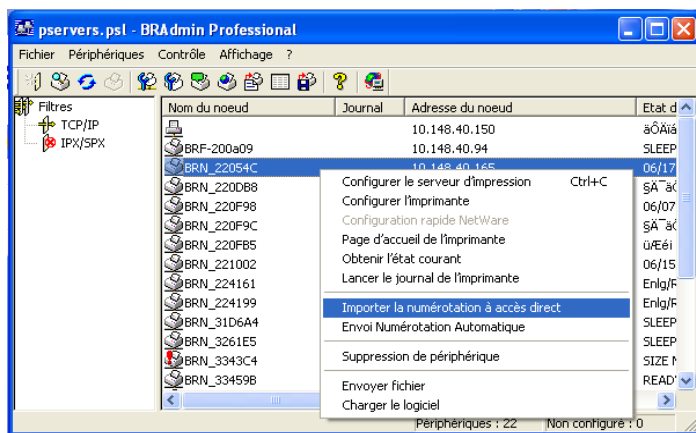 pservers.psl - BRAdmin Professional
Fichier Périphériques Contrôle Affichage ?
Filtres
TCP/IP
IPX/SPX
Nom du noeud Journal Adresse du noeud Etat d
10.148.40.150
BRF-200a09 10.148.40.94 SLEEP
BRN_22054C 10.148.40.165 06/17
BRN_220DB8
BRN_220F98 06/07
BRN_220F9C
BRN_220FB5
BRN_221002 06/15
BRN_224161 Enlg/F
BRN_224199 Enlg/F
BRN_31D6A4 SLEEP
BRN_3261E5 SLEEP
BRN_3343C4 SIZE
BRN_33459B READ
Configurer le serveur d'impression Ctrl+C
Configurer l'imprimante
Configuration rapide NetWare
Page d'accueil de l'imprimante
Obtenir l'état courant
Lancer le journal de l'imprimante
Importer la numérotation à accès direct
Envoi Numérotation Automatique
Suppression de périphérique
Envoyer fichier
Charger le logiciel
Périphériques : 22 Non configuré : 0